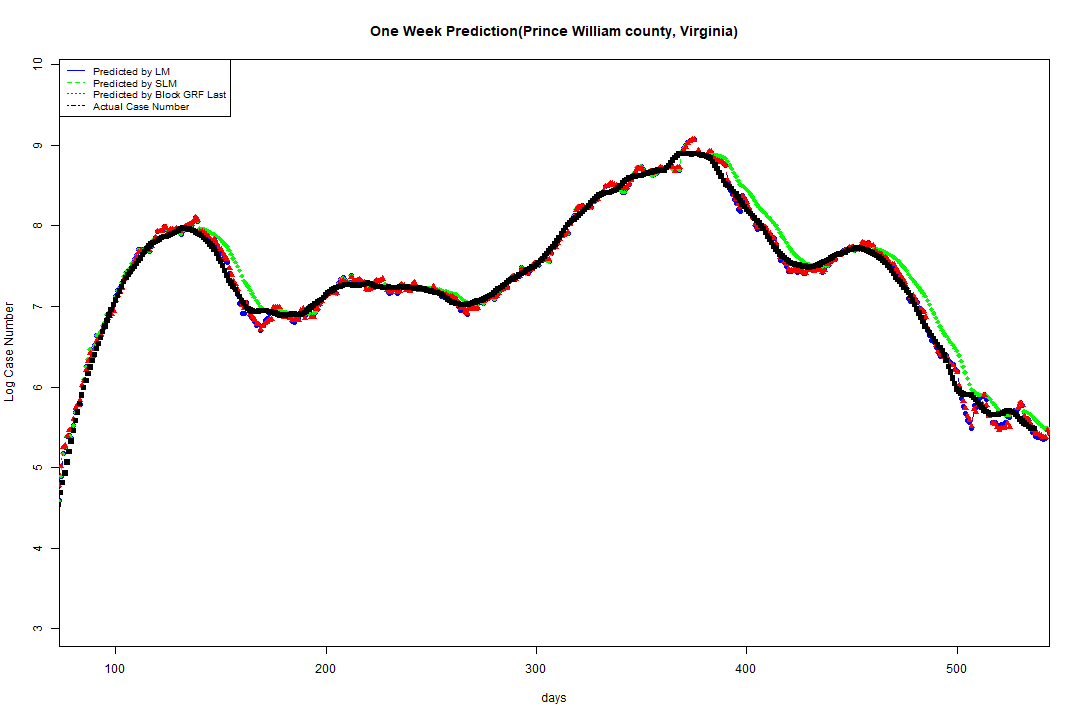 One Week Prediction(Prince William county, Virginia)
Predicted by LM
Predicted by SLM
Predicted by Block GRF Last
Actual Case Number
10
9
8
7
6
5
4
3
Log Case Number
100 200 300 400 500
days